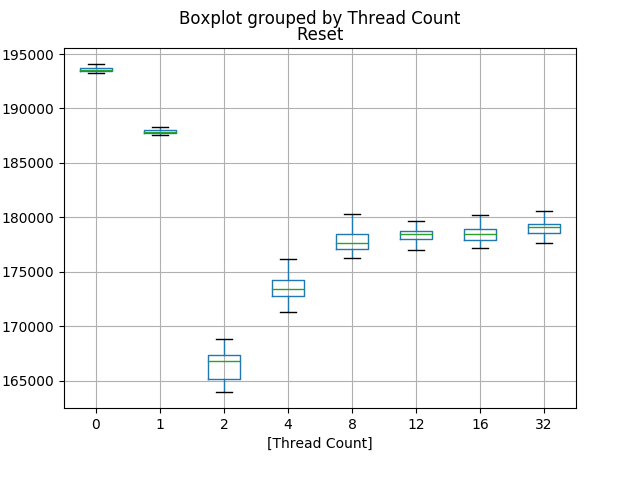 Boxplot grouped by Thread Count
Reset
195000
190000
185000
180000
175000
170000
165000
0 1 2 4 8 12 16 32
[Thread Count]